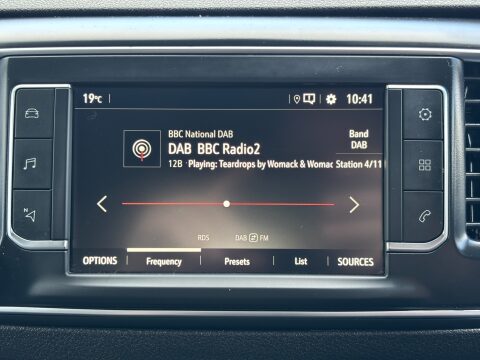 19°C 10:41
BBC National DAB Band
DAB BBC Radio2 DAB
12B · Playing: Teardrops by Womack & Womac Station 4/11
RDS DAB FM
OPTIONS Frequency Presets List SOURCES
N